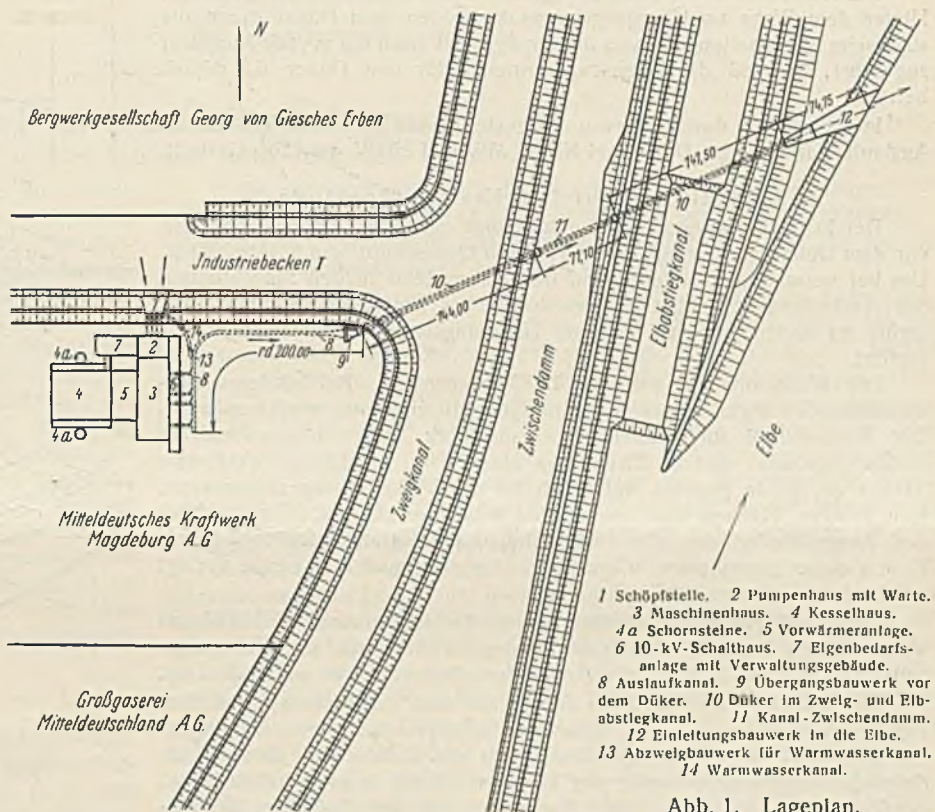 N
Bergwerkgesellschaft Georg von Giesches Erben
Industriebecken I
10
11
71,10
144,00
147,50
10
74,75
12
4a
7
2
14
13
8
rd 200,00
8
9
4
5
3
4a
Zweigkanal
Zwischendamm
Elbabstiegkanal
Elbe
Mitteldeutsches Kraftwerk
Magdeburg A.G
Großgaserei
Mitteldeutschland A.G.
1 Schöpfstelle. 2 Pumpenhaus mit Warte.
3 Maschinenhaus. 4 Kesselhaus.
4a Schornsteine. 5 Vorwärmeranlage.
6 10-kV-Schalthaus. 7 Eigenbedarfs-
anlage mit Verwaltungsgebäude.
8 Auslaufkanal. 9 Übergangsbauwerk vor
dem Düker. 10 Düker im Zweig- und Elb-
abstiegkanal. 11 Kanal-Zwischendamm.
12 Einleitungsbauwerk in die Elbe.
13 Abzweigbauwerk für Warmwasserkanal.
14 Warmwasserkanal.
Abb. 1. Lageplan.